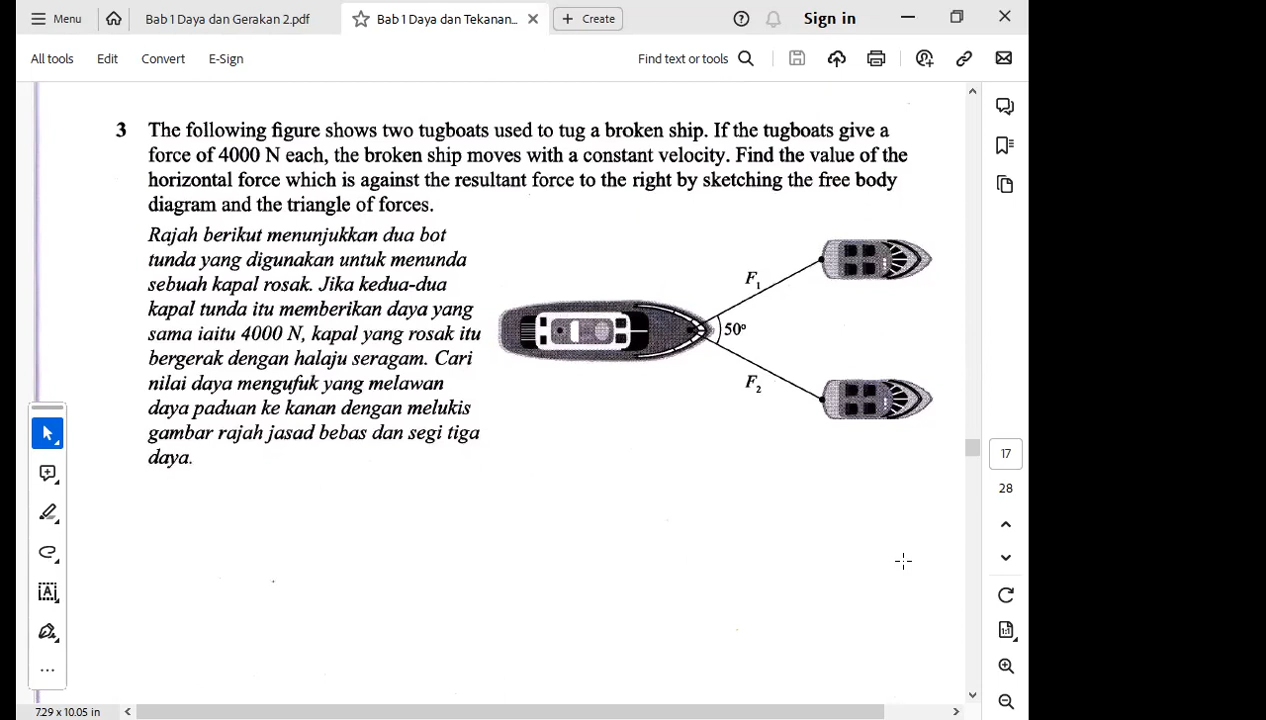 Menu
Bab 1 Daya dan Gerakan 2.pdf
Bab 1 Daya dan Tekanan...
Create
Sign in
All tools
Edit
Convert
E-Sign
Find text or tools
3 The following figure shows two tugboats used to tug a broken ship. If the tugboats give a
force of 4000 N each, the broken ship moves with a constant velocity. Find the value of the
horizontal force which is against the resultant force to the right by sketching the free body
diagram and the triangle of forces.
Rajah berikut menunjukkan dua bot
tunda yang digunakan untuk menunda
sebuah kapal rosak. Jika kedua-dua
kapal tunda itu memberikan daya yang
sama iaitu 4000 N, kapal yang rosak itu
bergerak dengan halaju seragam. Cari
nilai daya mengufuk yang melawan
daya paduan ke kanan dengan melukis
gambar rajah jasad bebas dan segi tiga
daya.
F1
50°
F2
17
28
1:1
7.29 x 10.05 in